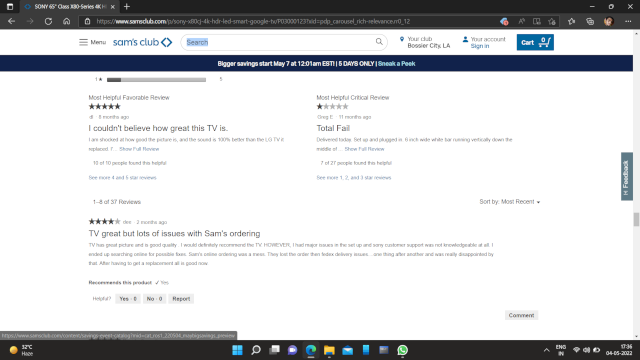 SONY 65" Class X80-Series 4K H
https://www.samsclub.com/p/sony-x80cj-4k-hdr-led-smart-google-tv/P03000123?xid=pdp_carousel_rich-relevance.rr0_12
Menu sam's club Search Your club Bossier City, LA Your account Sign in Cart 0
Bigger savings start May 7 at 12:01am EST! | 5 DAYS ONLY | Sneak a Peek
1 ★ 5
Most Helpful Favorable Review
8 months ago
I couldn't believe how great this TV is.
I am shocked at how good the picture is, and the sound is 100% better than the LG TV it
replaced. 7... Show Full Review
10 of 10 people found this helpful
See more 4 and 5 star reviews
Most Helpful Critical Review
Greg E · 11 months ago
Total Fail
Delivered today. Set up and plugged in. 6 inch wide white bar running vertically down the
middle of ... Show Full Review
7 of 27 people found this helpful
See more 1, 2, and 3 star reviews
1–8 of 37 Reviews Sort by: Most Recent ▼
2 months ago
TV great but lots of issues with Sam's ordering
TV has great picture and is good quality . I would definitely recommend the TV. HOWEVER, I had major issues in the set up and sony customer support was not knowledgeable at all. I
ended up searching online for possible fixes. Sam's online ordering was a mess. They lost the order then fedex delivery issues.. .one thing after another and was really disappointed by
that. After having to get a replacement all is good now.
Recommends this product ✓ Yes
Helpful? Yes · 0 No · 0 Report
Comment
Feedback
32°C
Haze
ENG
IN
17:36
04-05-2022